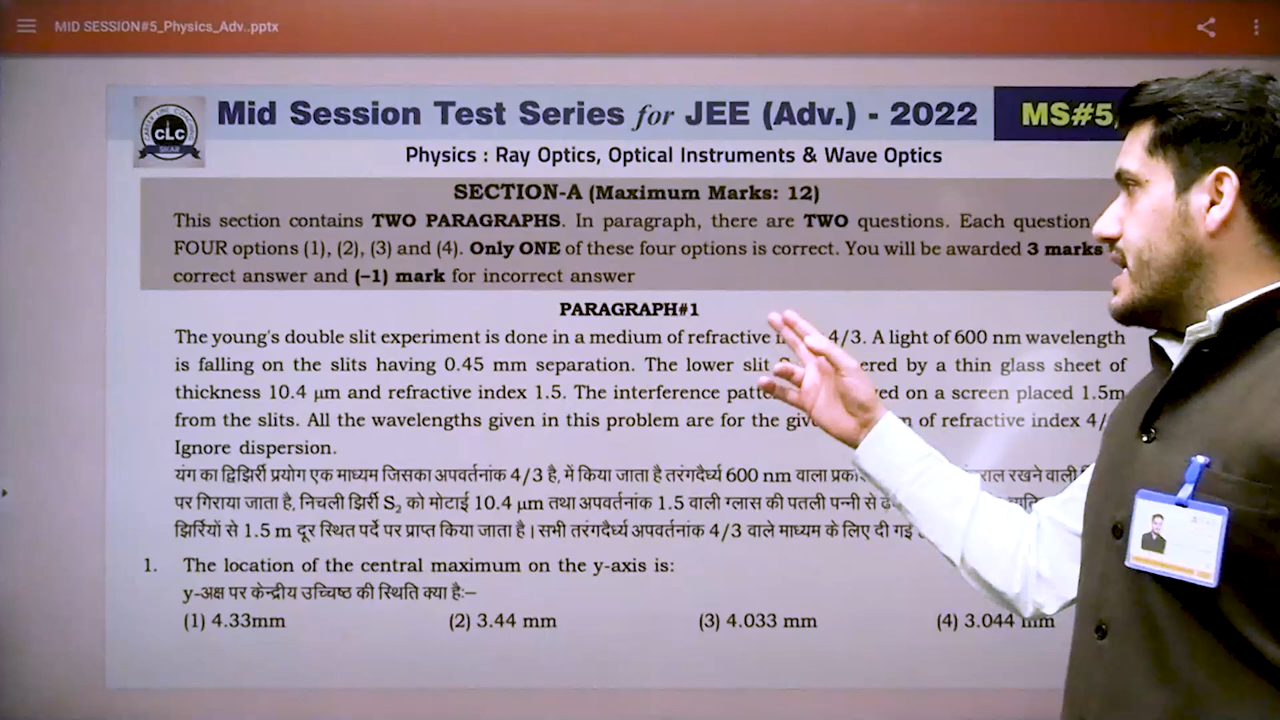 MID SESSION#5_Physics_Adv..pptx
CAREER LINE COACHING
CLC
SIKAR
Mid Session Test Series for JEE (Adv.) - 2022
MS#5,
Physics : Ray Optics, Optical Instruments & Wave Optics
SECTION-A (Maximum Marks: 12)
This section contains TWO PARAGRAPHS. In paragraph, there are TWO questions. Each question
FOUR options (1), (2), (3) and (4). Only ONE of these four options is correct. You will be awarded 3 marks
correct answer and (–1) mark for incorrect answer
PARAGRAPH#1
The young's double slit experiment is done in a medium of refractive 4/3. A light of 600 nm wavelength
is falling on the slits having 0.45 mm separation. The lower slit by a thin glass sheet of
thickness 10.4 μm and refractive index 1.5. The interference on a screen placed 1.5m
from the slits. All the wavelengths given in this problem are for the of refractive index
Ignore dispersion.
यंग का द्विझिर्री प्रयोग एक माध्यम जिसका अपवर्तनांक 4/3 है, में किया जाता है तरंगदैर्ध्य 600 nm वाला रखने वाली
पर गिराया जाता है, निचली झिर्री S₂ को मोटाई 10.4 μm तथा अपवर्तनांक 1.5 वाली ग्लास की पतली पन्नी से
झिर्रियों से 1.5 m दूर स्थित पर्दे पर प्राप्त किया जाता है। सभी तरंगदैर्ध्य अपवर्तनांक 4/3 वाले माध्यम के लिए दी गई
1. The location of the central maximum on the y-axis is:
y-अक्ष पर केन्द्रीय उच्चिष्ठ की स्थिति क्या है:–
(1) 4.33mm (2) 3.44 mm (3) 4.033 mm (4) 3.044 mm